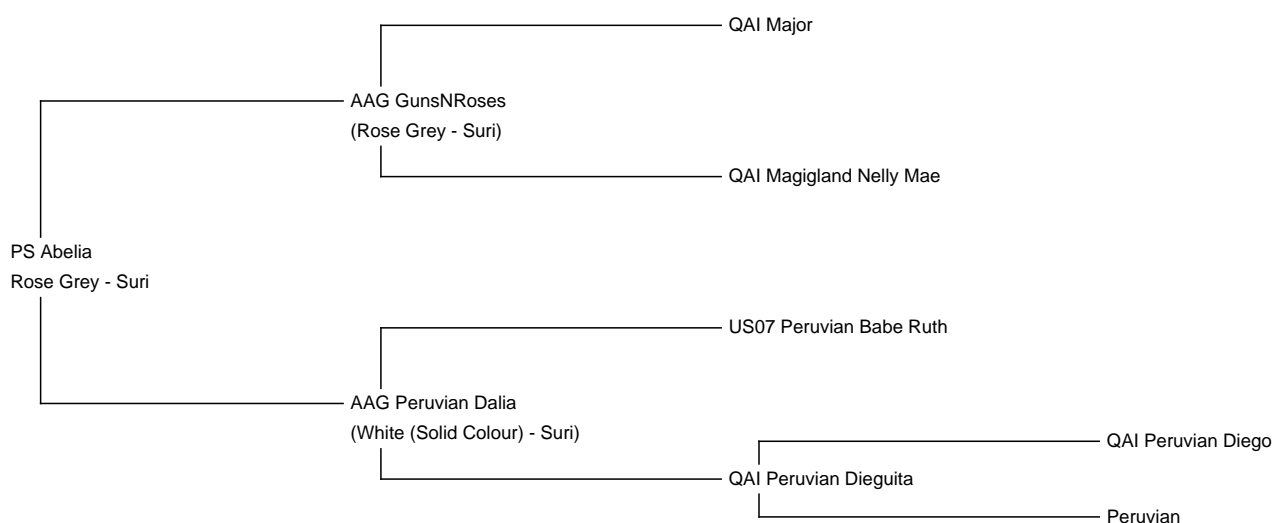 QAI Major
AAG GunsNRoses
(Rose Grey - Suri)
QAI Magigland Nelly Mae
PS Abelia
Rose Grey - Suri
US07 Peruvian Babe Ruth
AAG Peruvian Dalia
(White (Solid Colour) - Suri)
QAI Peruvian Diego
QAI Peruvian Dieguita
Peruvian